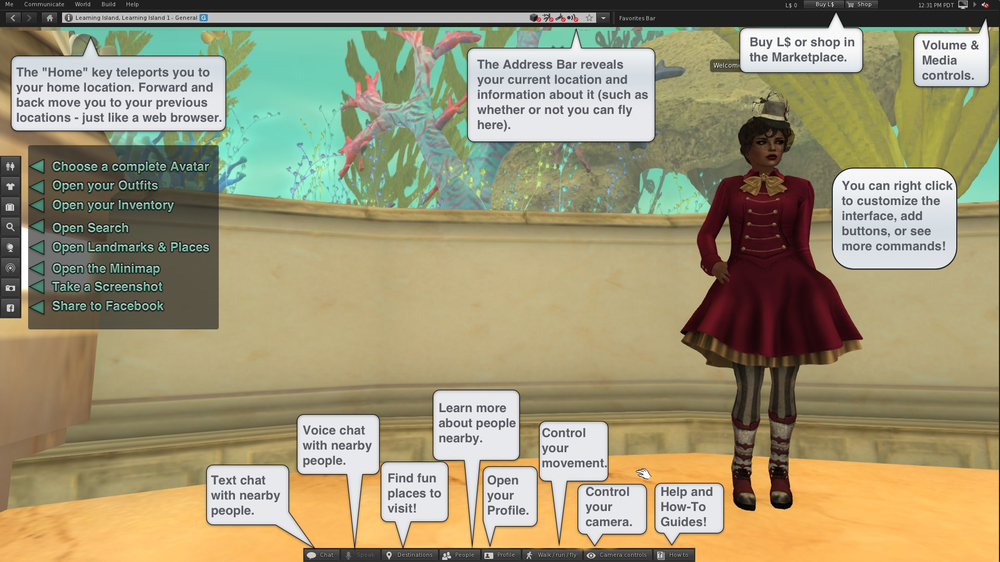 Me Communicate World Build Help
L$ 0 Buy L$ Shop 12:31 PM PDT
Learning Island, Learning Island 1 - General G
Favorites Bar
The "Home" key teleports you to
your home location. Forward and
back move you to your previous
locations - just like a web browser.
The Address Bar reveals
your current location and
information about it (such as
whether or not you can fly
here).
Welcome
Buy L$ or shop in
the Marketplace.
Volume &
Media
controls.
Choose a complete Avatar
Open your Outfits
Open your Inventory
Open Search
Open Landmarks & Places
Open the Minimap
Take a Screenshot
Share to Facebook
You can right click
to customize the
interface, add
buttons, or see
more commands!
Text chat
with nearby
people.
Voice chat
with nearby
people.
Find fun
places to
visit!
Learn more
about people
nearby.
Open
your
Profile.
Control
your
movement.
Control
your
camera.
Help and
How-To
Guides!
Chat Speak Destinations People Profile Walk / run / fly Camera controls How to